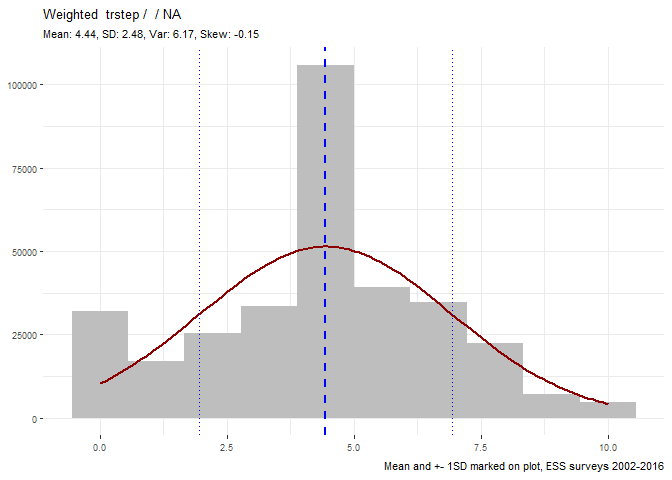 Weighted  trstep /  / NA
Mean: 4.44, SD: 2.48, Var: 6.17, Skew: -0.15
100000
75000
50000
25000
0
0.0 2.5 5.0 7.5 10.0
Mean and +- 1SD marked on plot, ESS surveys 2002-2016